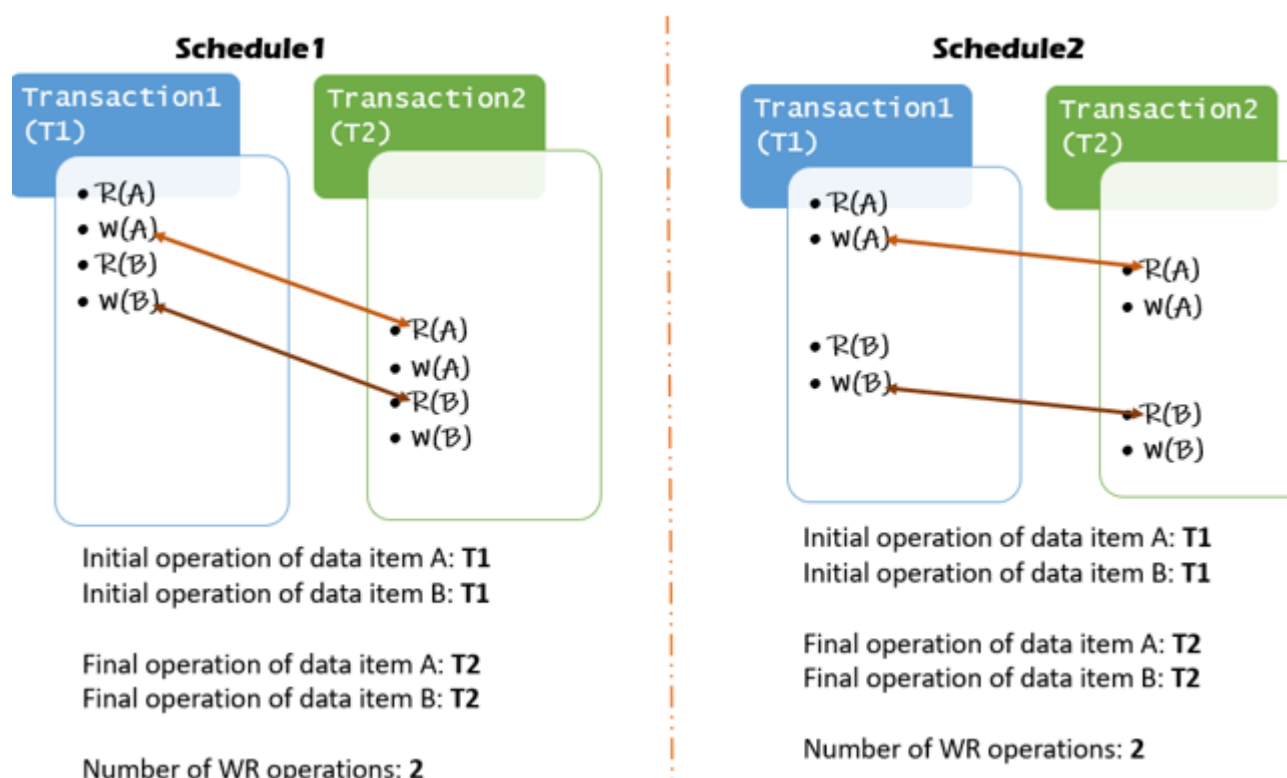 Schedule1
Transaction1
(T1)
Transaction2
(T2)
• R(A)
• W(A)
• R(B)
• W(B)
• R(A)
• W(A)
• R(B)
• W(B)
Initial operation of data item A: T1
Initial operation of data item B: T1
Final operation of data item A: T2
Final operation of data item B: T2
Number of WR operations: 2
Schedule2
Transaction1
(T1)
Transaction2
(T2)
• R(A)
• W(A)
• R(A)
• W(A)
• R(B)
• W(B)
• R(B)
• W(B)
Initial operation of data item A: T1
Initial operation of data item B: T1
Final operation of data item A: T2
Final operation of data item B: T2
Number of WR operations: 2